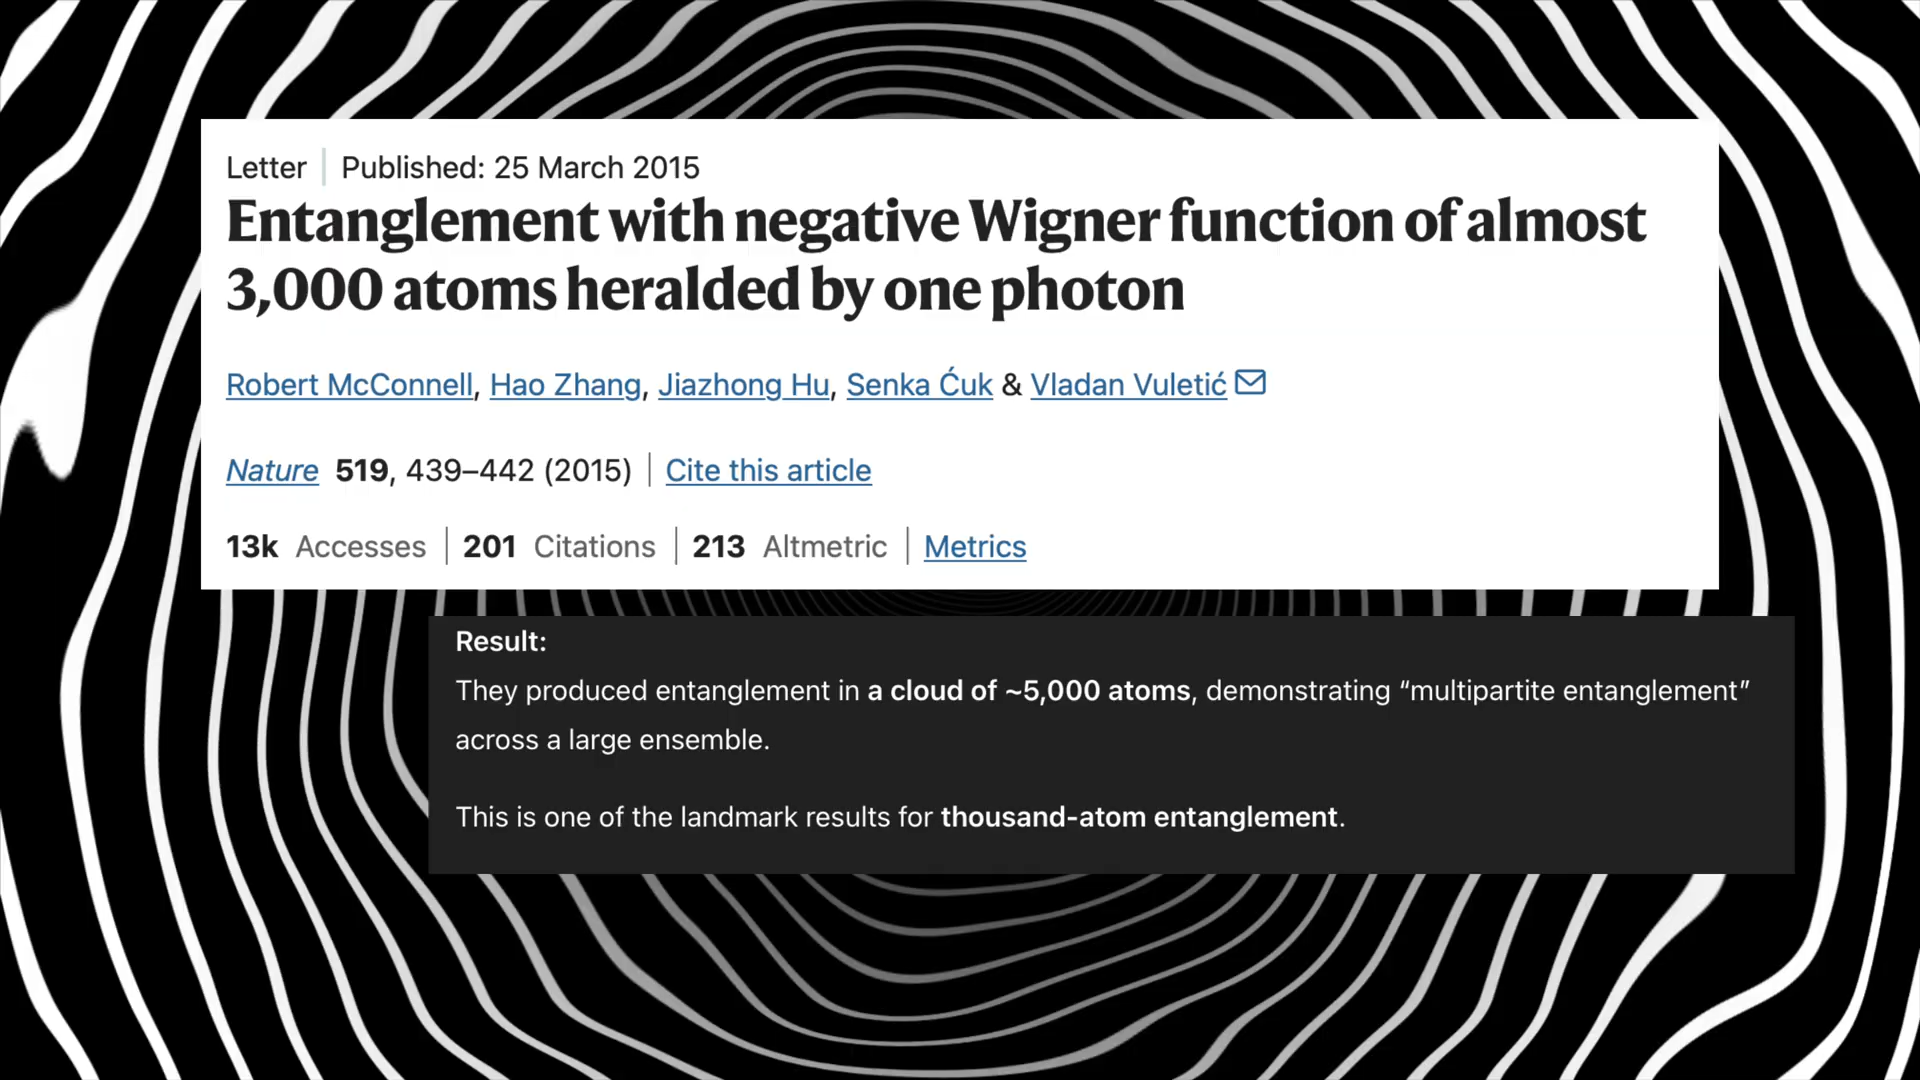 Letter | Published: 25 March 2015
Entanglement with negative Wigner function of almost
3,000 atoms heralded by one photon
Robert McConnell, Hao Zhang, Jiazhong Hu, Senka Ćuk & Vladan Vuletić
Nature 519, 439–442 (2015) | Cite this article
13k Accesses | 201 Citations | 213 Altmetric | Metrics
Result:
They produced entanglement in a cloud of ~5,000 atoms, demonstrating “multipartite entanglement”
across a large ensemble.
This is one of the landmark results for thousand-atom entanglement.